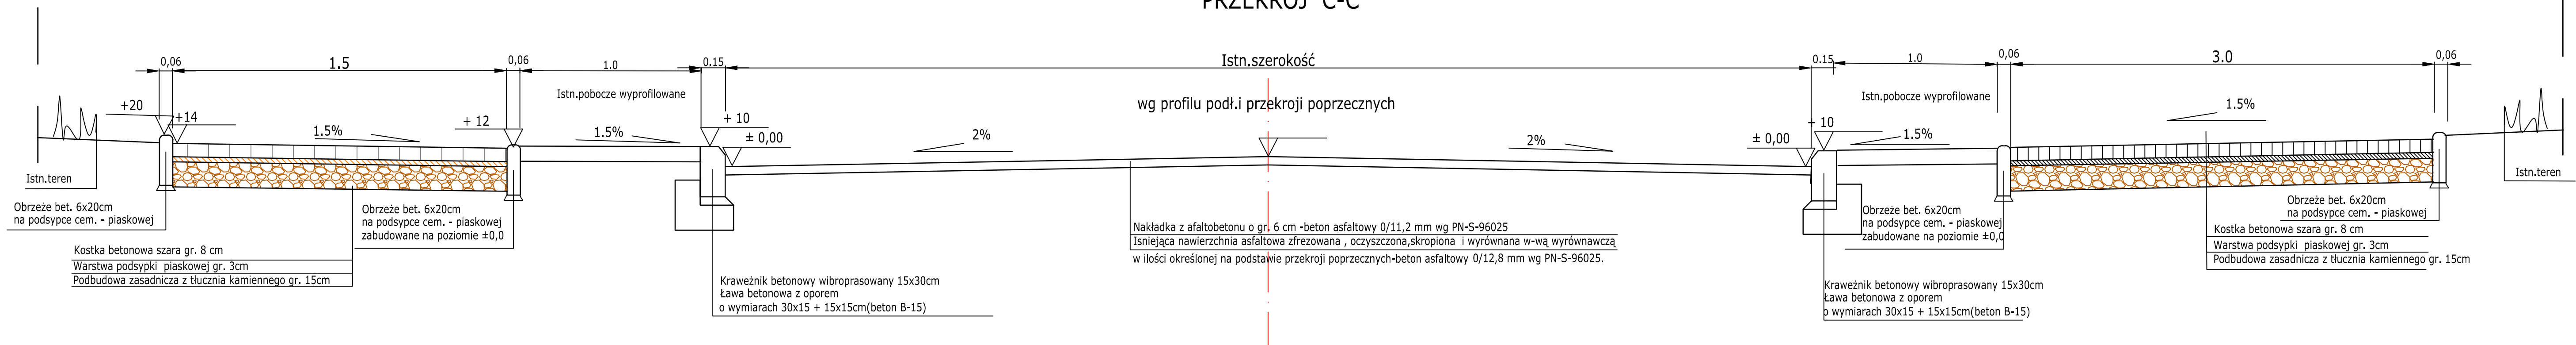 PRZEKRÓJ C-C
0,06
1.5
0,06
1.0
0.15
Istn.szerokość
0.15
1.0
0,06
3.0
0,06
Istn.pobocze wyprofilowane
wg profilu podł.i przekroji poprzecznych
Istn.pobocze wyprofilowane
+20
+14
1.5%
+ 12
1.5%
+ 10
± 0,00
2%
2%
± 0,00
+ 10
1.5%
1.5%
Istn.teren
Istn.teren
Obrzeże bet. 6x20cm
na podsypce cem. - piaskowej
Obrzeże bet. 6x20cm
na podsypce cem. - piaskowej
zabudowane na poziomie ±0,0
Kostka betonowa szara gr. 8 cm
Warstwa podsypki piaskowej gr. 3cm
Podbudowa zasadnicza z tłucznia kamiennego gr. 15cm
Kraweżnik betonowy wibroprasowany 15x30cm
Ława betonowa z oporem
o wymiarach 30x15 + 15x15cm(beton B-15)
Nakładka z afaltobetonu o gr. 6 cm -beton asfaltowy 0/11,2 mm wg PN-S-96025
Isniejąca nawierzchnia asfaltowa zfrezowana , oczyszczona,skropiona i wyrównana w-wą wyrównawczą
w ilości określonej na podstawie przekroji poprzecznych-beton asfaltowy 0/12,8 mm wg PN-S-96025.
Obrzeże bet. 6x20cm
na podsypce cem. - piaskowej
zabudowane na poziomie ±0,0
Kraweżnik betonowy wibroprasowany 15x30cm
Ława betonowa z oporem
o wymiarach 30x15 + 15x15cm(beton B-15)
Obrzeże bet. 6x20cm
na podsypce cem. - piaskowej
Kostka betonowa szara gr. 8 cm
Warstwa podsypki piaskowej gr. 3cm
Podbudowa zasadnicza z tłucznia kamiennego gr. 15cm